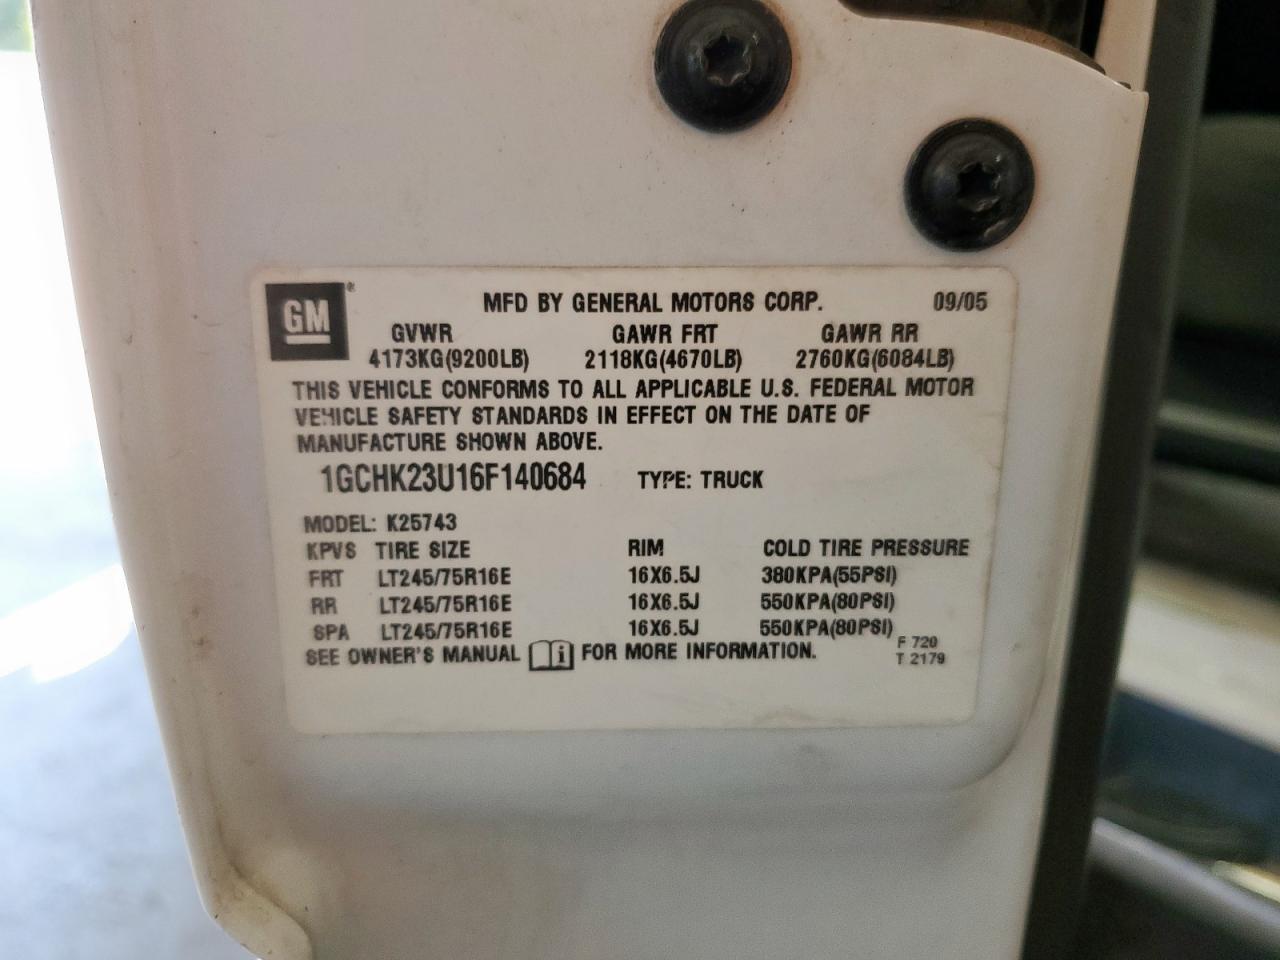 GM® MFD BY GENERAL MOTORS CORP. 09/05
GVWR GAWR FRT GAWR RR
4173KG(9200LB) 2118KG(4670LB) 2760KG(6084LB)
THIS VEHICLE CONFORMS TO ALL APPLICABLE U.S. FEDERAL MOTOR
VEHICLE SAFETY STANDARDS IN EFFECT ON THE DATE OF
MANUFACTURE SHOWN ABOVE.
1GCHK23U16F140684 TYPE: TRUCK
MODEL: K25743
KPVS TIRE SIZE RIM COLD TIRE PRESSURE
FRT LT245/75R16E 16X6.5J 380KPA(55PSI)
RR LT245/75R16E 16X6.5J 550KPA(80PSI)
SPA LT245/75R16E 16X6.5J 550KPA(80PSI)
SEE OWNER'S MANUAL FOR MORE INFORMATION.
F 720
T 2179